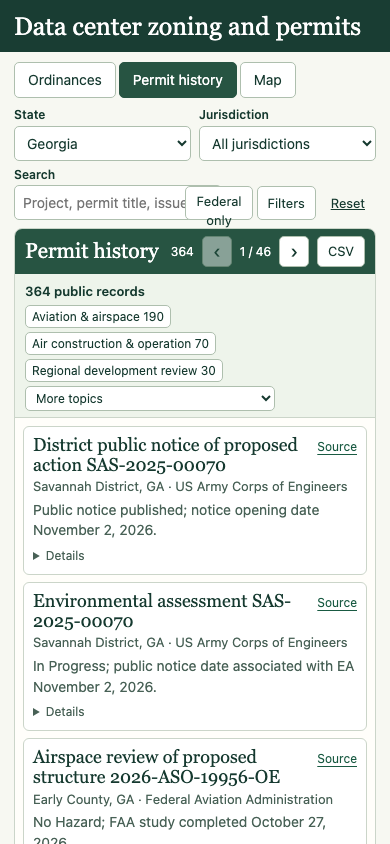 Data center zoning and permits
Ordinances Permit history Map
State Jurisdiction
Georgia All jurisdictions
Search
Project, permit title, issue Federal only Filters Reset
Permit history 364 ‹ 1 / 46 › CSV
364 public records
Aviation & airspace 190
Air construction & operation 70
Regional development review 30
More topics
District public notice of proposed Source
action SAS-2025-00070
Savannah District, GA · US Army Corps of Engineers
Public notice published; notice opening date
November 2, 2026.
▶ Details
Environmental assessment SAS- Source
2025-00070
Savannah District, GA · US Army Corps of Engineers
In Progress; public notice date associated with EA
November 2, 2026.
▶ Details
Airspace review of proposed Source
structure 2026-ASO-19956-OE
Early County, GA · Federal Aviation Administration
No Hazard; FAA study completed October 27,
2026.